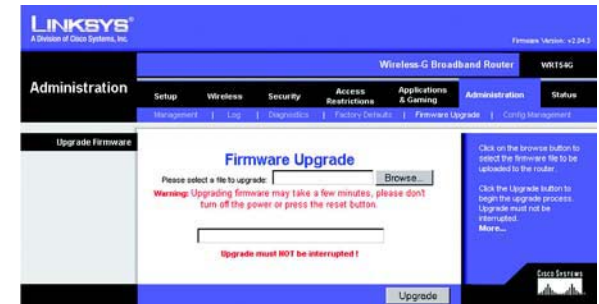 LINKSYS®
A Division of Cisco Systems, Inc.
Firmware Version: v2.04.3
Wireless-G Broadband Router WRT54G
Administration
Setup Wireless Security Access Restrictions Applications & Gaming Administration Status
Management | Log | Diagnostics | Factory Defaults | Firmware Upgrade | Config Management
Upgrade Firmware
Firmware Upgrade
Please select a file to upgrade: Browse...
Warning: Upgrading firmware may take a few minutes, please don't
turn off the power or press the reset button.
Upgrade must NOT be interrupted !
Upgrade
Click on the browse button to
select the firmware file to be
uploaded to the router.
Click the Upgrade button to
begin the upgrade process.
Upgrade must not be
interrupted.
More...
CISCO SYSTEMS